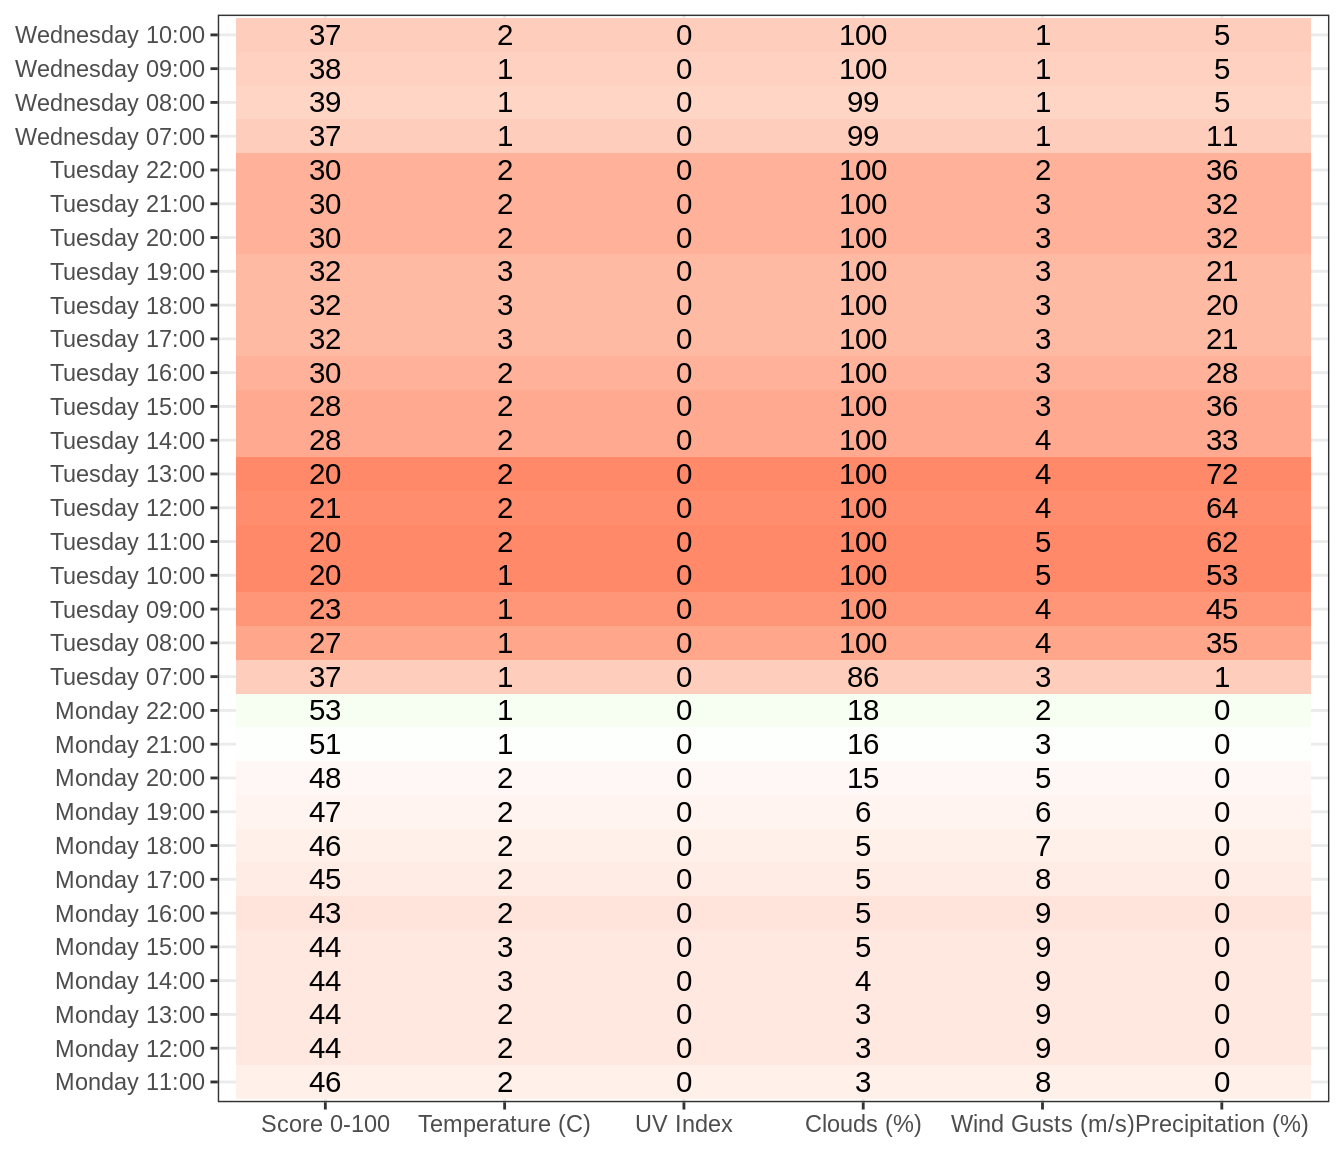 Wednesday 10:00 37 2 0 100 1 5
Wednesday 09:00 38 1 0 100 1 5
Wednesday 08:00 39 1 0 99 1 5
Wednesday 07:00 37 1 0 99 1 11
Tuesday 22:00 30 2 0 100 2 36
Tuesday 21:00 30 2 0 100 3 32
Tuesday 20:00 30 2 0 100 3 32
Tuesday 19:00 32 3 0 100 3 21
Tuesday 18:00 32 3 0 100 3 20
Tuesday 17:00 32 3 0 100 3 21
Tuesday 16:00 30 2 0 100 3 28
Tuesday 15:00 28 2 0 100 3 36
Tuesday 14:00 28 2 0 100 4 33
Tuesday 13:00 20 2 0 100 4 72
Tuesday 12:00 21 2 0 100 4 64
Tuesday 11:00 20 2 0 100 5 62
Tuesday 10:00 20 1 0 100 5 53
Tuesday 09:00 23 1 0 100 4 45
Tuesday 08:00 27 1 0 100 4 35
Tuesday 07:00 37 1 0 86 3 1
Monday 22:00 53 1 0 18 2 0
Monday 21:00 51 1 0 16 3 0
Monday 20:00 48 2 0 15 5 0
Monday 19:00 47 2 0 6 6 0
Monday 18:00 46 2 0 5 7 0
Monday 17:00 45 2 0 5 8 0
Monday 16:00 43 2 0 5 9 0
Monday 15:00 44 3 0 5 9 0
Monday 14:00 44 3 0 4 9 0
Monday 13:00 44 2 0 3 9 0
Monday 12:00 44 2 0 3 9 0
Monday 11:00 46 2 0 3 8 0
Score 0-100 Temperature (C) UV Index Clouds (%) Wind Gusts (m/s) Precipitation (%)